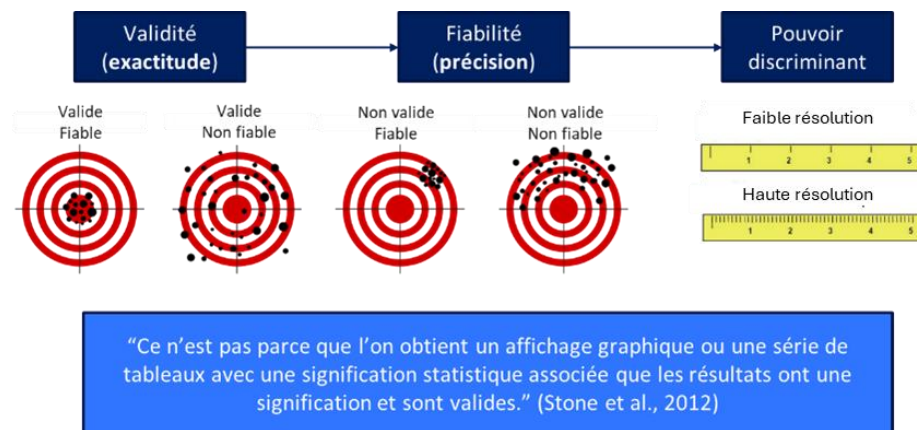 Validité
(exactitude)
Fiabilité
(précision)
Pouvoir
discriminant
Valide
Fiable
Valide
Non fiable
Non valide
Fiable
Non valide
Non fiable
Faible résolution
1 2 3 4 5
Haute résolution
1 2 3 4 5
“Ce n’est pas parce que l’on obtient un affichage graphique ou une série de
tableaux avec une signification statistique associée que les résultats ont une
signification et sont valides.” (Stone et al., 2012)